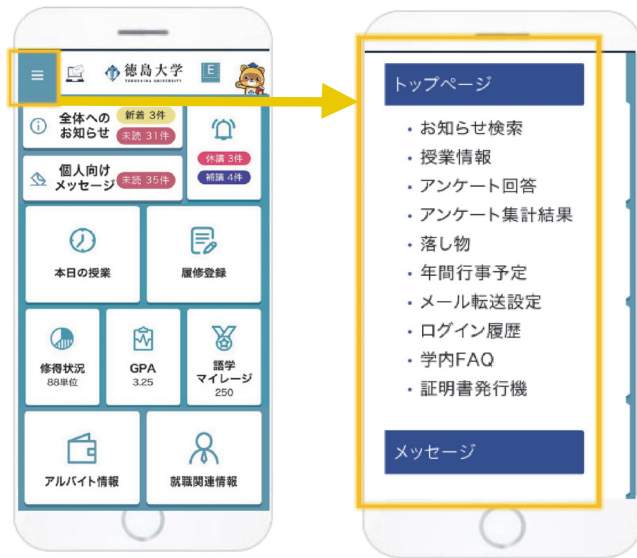 徳島大学
TOKUSHIMA UNIVERSITY
E
全体への
お知らせ
新着 3件
未読 31件
休講 3件
補講 4件
個人向け
メッセージ
未読 35件
本日の授業
履修登録
修得状況
88単位
GPA
3.25
語学
マイレージ
250
アルバイト情報
就職関連情報
トップページ
・お知らせ検索
・授業情報
・アンケート回答
・アンケート集計結果
・落し物
・年間行事予定
・メール転送設定
・ログイン履歴
・学内FAQ
・証明書発行機
メッセージ